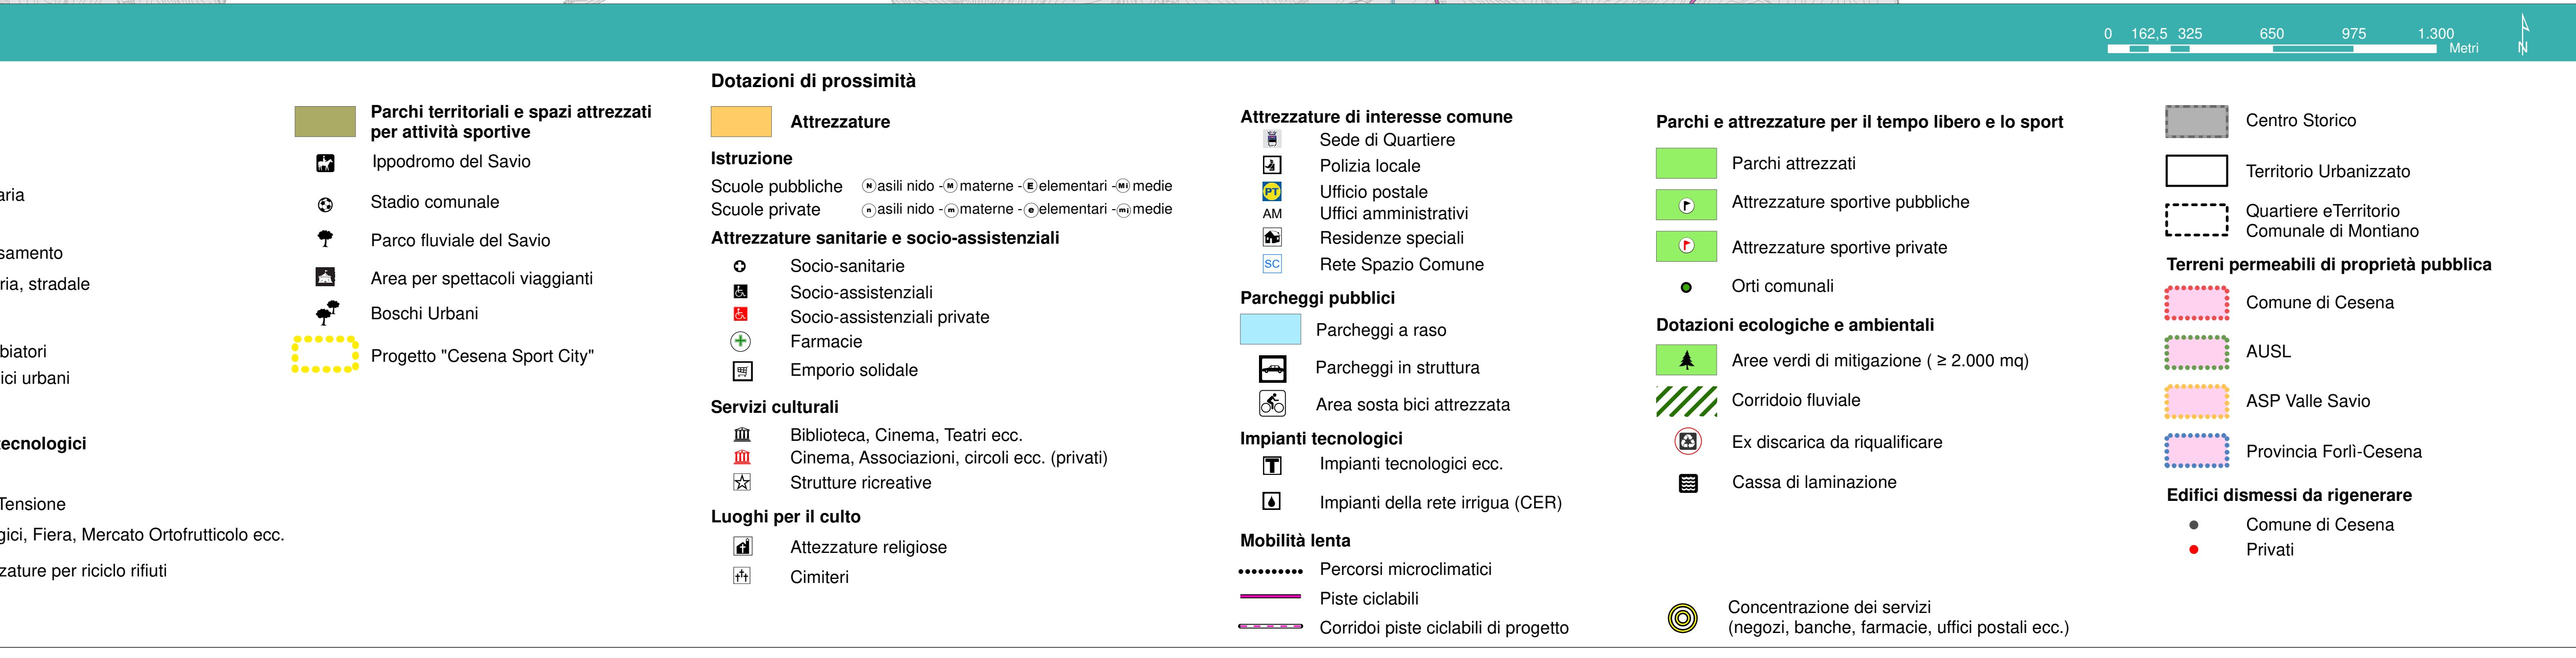 0 162,5 325 650 975 1.300
Metri
N
aria
samento
ria, stradale
biatori
ici urbani
tecnologici
Tensione
gici, Fiera, Mercato Ortofrutticolo ecc.
zature per riciclo rifiuti
Parchi territoriali e spazi attrezzati
per attività sportive
Ippodromo del Savio
Stadio comunale
Parco fluviale del Savio
Area per spettacoli viaggianti
Boschi Urbani
Progetto "Cesena Sport City"
Dotazioni di prossimità
Attrezzature
Istruzione
Scuole pubbliche N asili nido - M materne - E elementari - Mi medie
Scuole private n asili nido - m materne - e elementari - mi medie
Attrezzature sanitarie e socio-assistenziali
Socio-sanitarie
Socio-assistenziali
Socio-assistenziali private
Farmacie
Emporio solidale
Servizi culturali
Biblioteca, Cinema, Teatri ecc.
Cinema, Associazioni, circoli ecc. (privati)
Strutture ricreative
Luoghi per il culto
Attezzature religiose
Cimiteri
Attrezzature di interesse comune
Sede di Quartiere
Polizia locale
PT Ufficio postale
AM Uffici amministrativi
Residenze speciali
SC Rete Spazio Comune
Parcheggi pubblici
Parcheggi a raso
Parcheggi in struttura
Area sosta bici attrezzata
Impianti tecnologici
T Impianti tecnologici ecc.
Impianti della rete irrigua (CER)
Mobilità lenta
Percorsi microclimatici
Piste ciclabili
Corridoi piste ciclabili di progetto
Parchi e attrezzature per il tempo libero e lo sport
Parchi attrezzati
Attrezzature sportive pubbliche
Attrezzature sportive private
Orti comunali
Dotazioni ecologiche e ambientali
Aree verdi di mitigazione ( ≥ 2.000 mq)
Corridoio fluviale
Ex discarica da riqualificare
Cassa di laminazione
Concentrazione dei servizi
(negozi, banche, farmacie, uffici postali ecc.)
Centro Storico
Territorio Urbanizzato
Quartiere eTerritorio
Comunale di Montiano
Terreni permeabili di proprietà pubblica
Comune di Cesena
AUSL
ASP Valle Savio
Provincia Forlì-Cesena
Edifici dismessi da rigenerare
Comune di Cesena
Privati